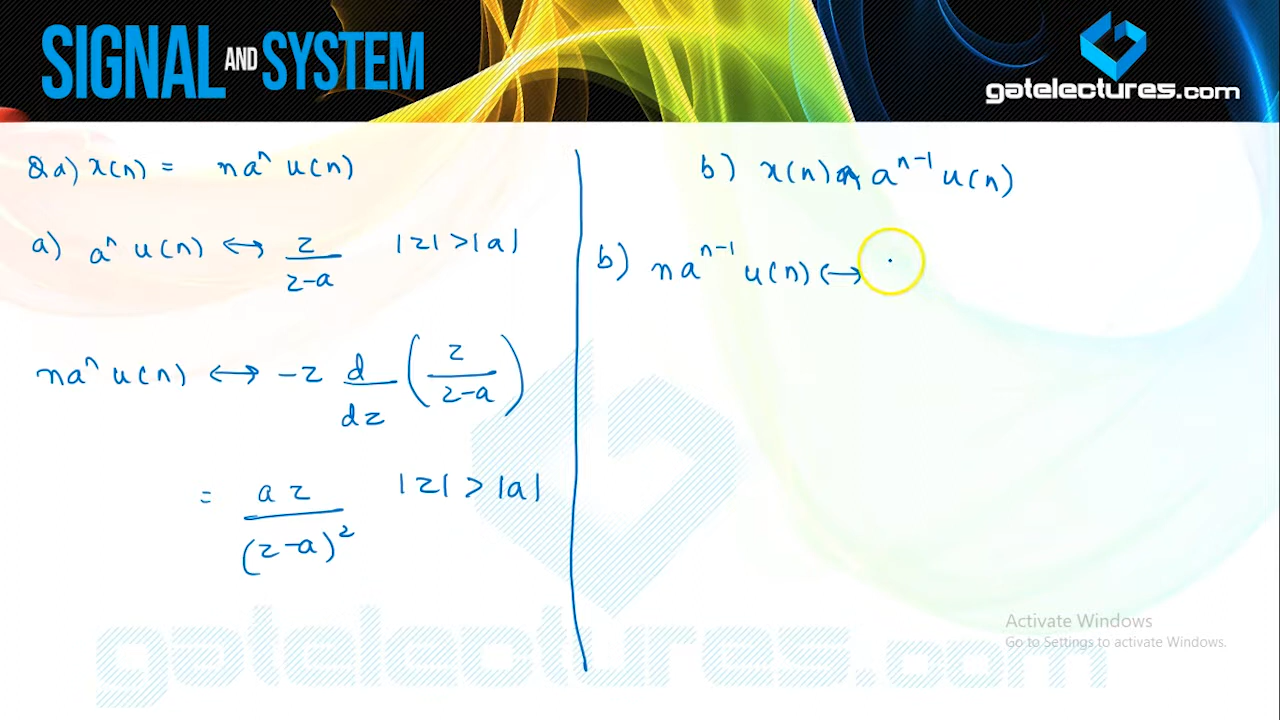 SIGNAL AND SYSTEM
gatelectures.com
Q a) x(n) = n a^n u(n)
a) a^n u(n) ↔ z/(z-a) |z| > |a|
n a^n u(n) ↔ -z d/dz (z/(z-a))
= az/(z-a)^2 |z| > |a|
b) x(n) = n a^{n-1} u(n)
b) n a^{n-1} u(n) ↔
Activate Windows
Go to Settings to activate Windows.
gatelectures.com